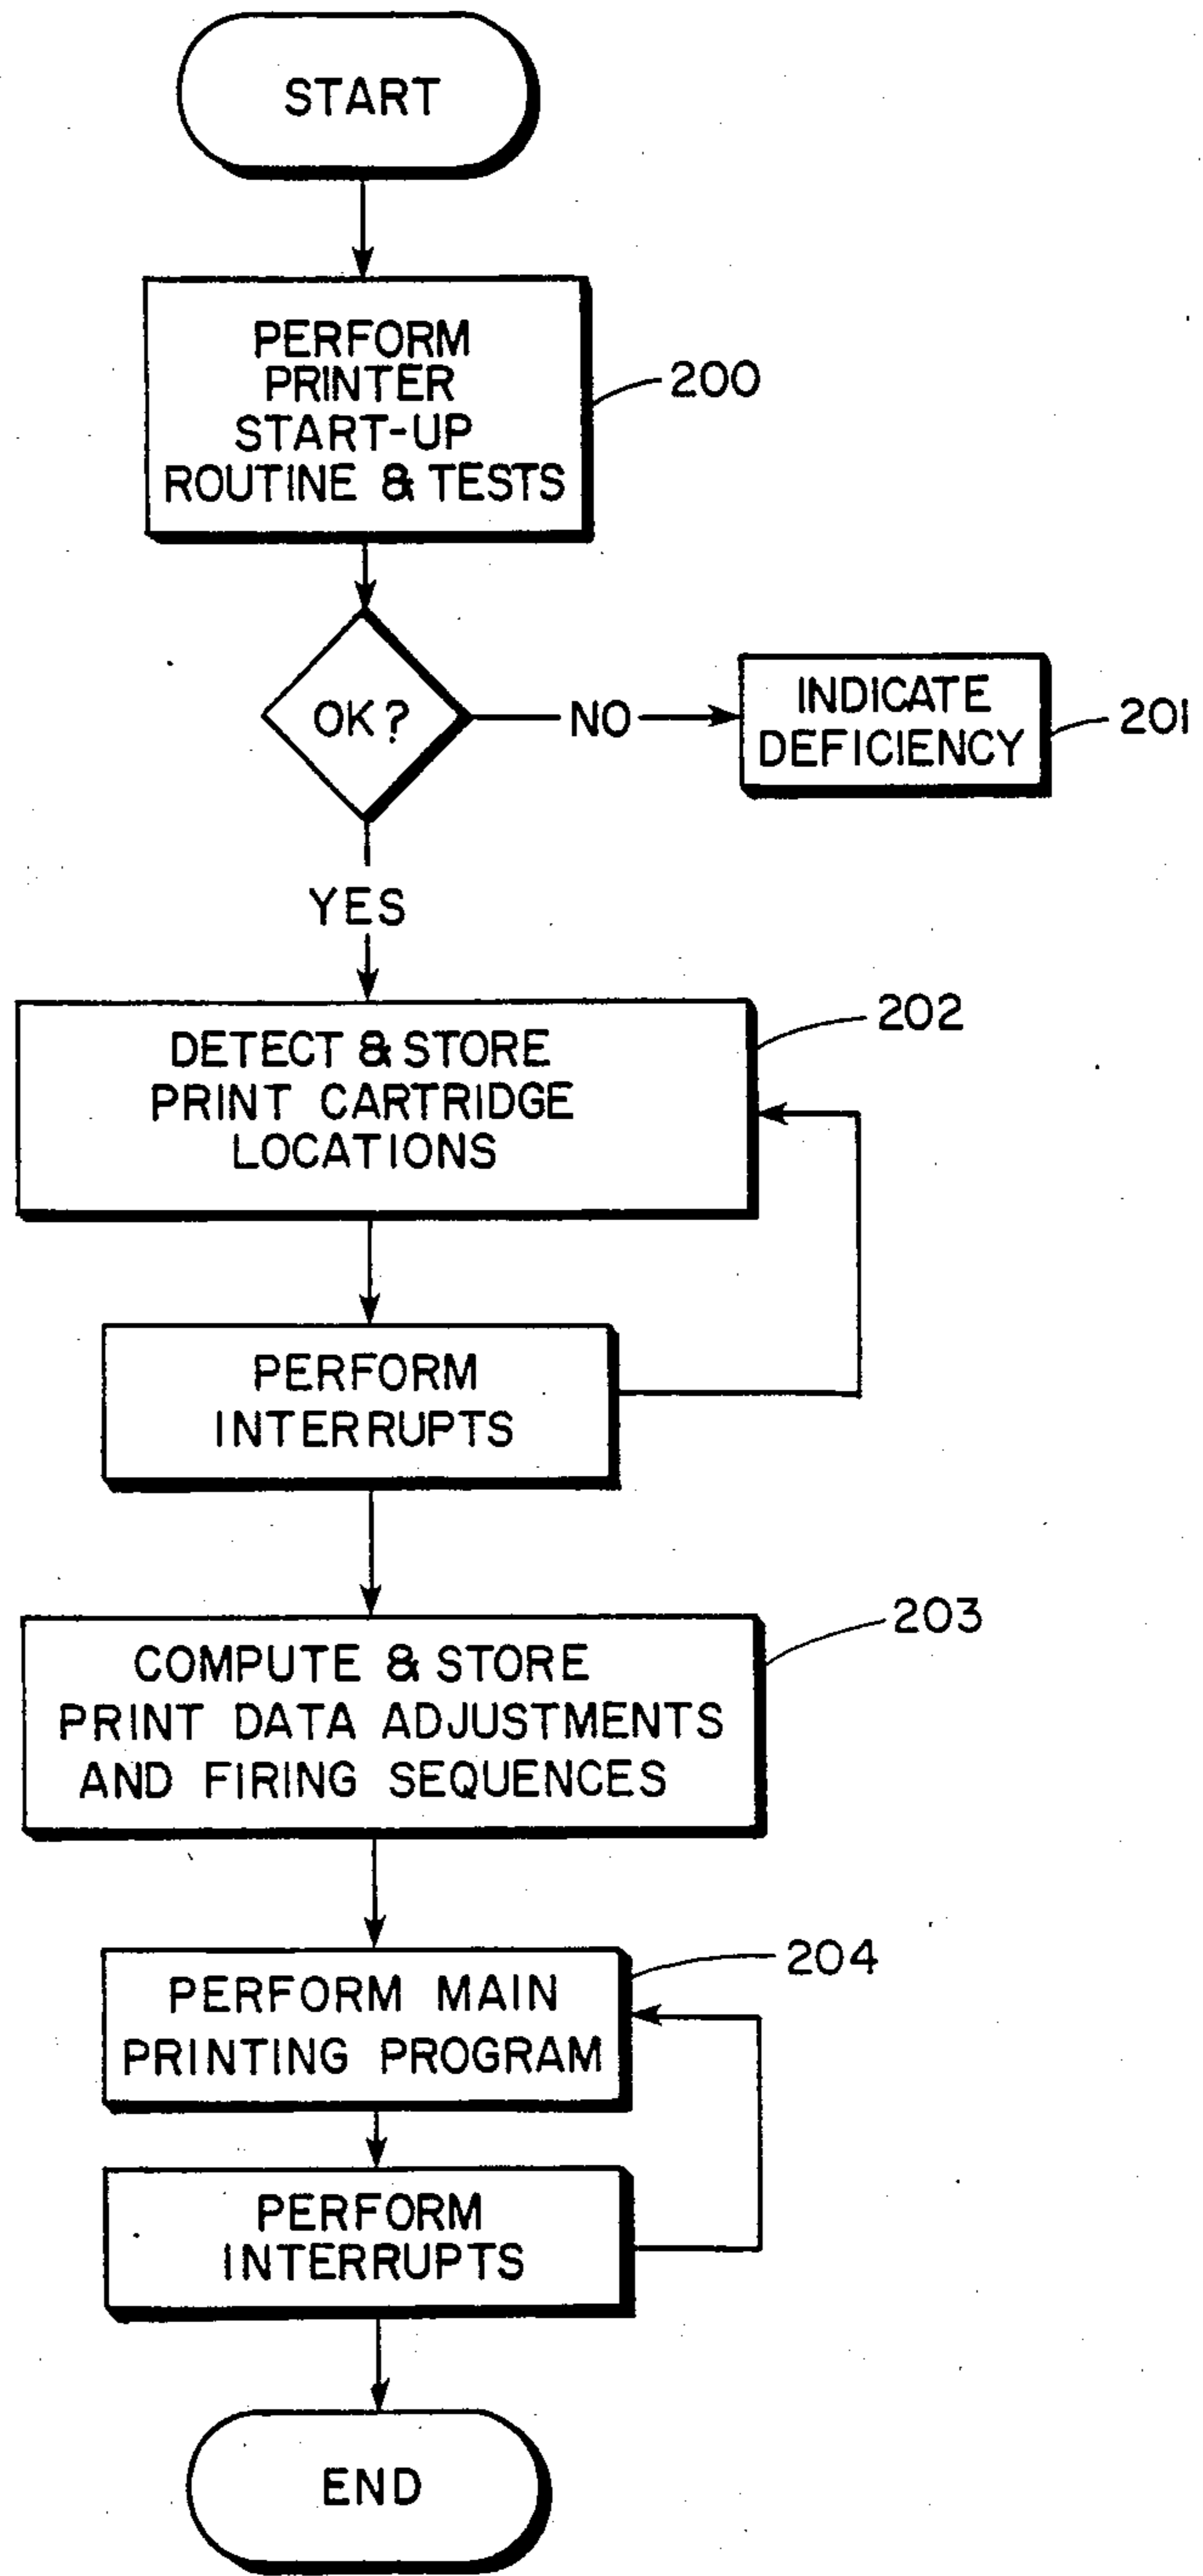 START
PERFORM
PRINTER
START-UP
ROUTINE & TESTS
200
OK?
NO
INDICATE
DEFICIENCY
201
YES
DETECT & STORE
PRINT CARTRIDGE
LOCATIONS
202
PERFORM
INTERRUPTS
COMPUTE & STORE
PRINT DATA ADJUSTMENTS
AND FIRING SEQUENCES
203
PERFORM MAIN
PRINTING PROGRAM
204
PERFORM
INTERRUPTS
END